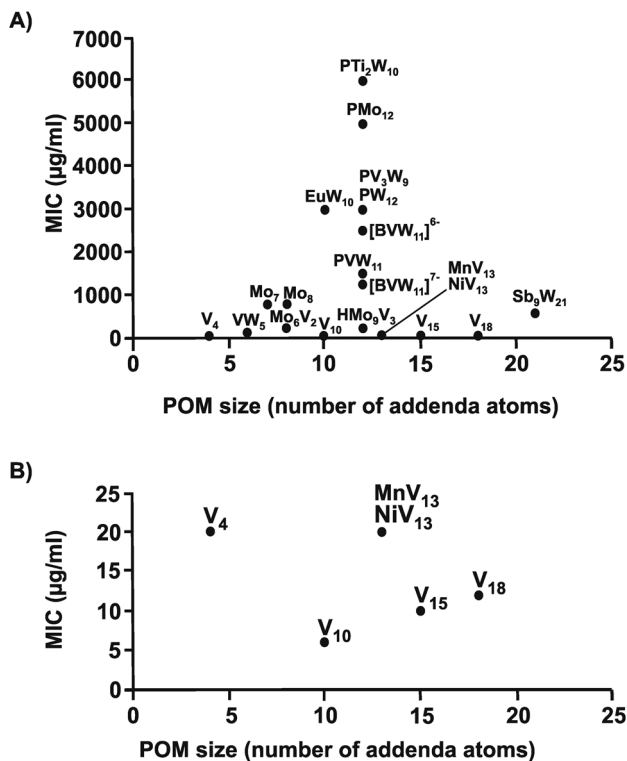 A)
7000
6000
5000
4000
3000
2000
1000
0
MIC (µg/ml)
PTi₂W₁₀
PMo₁₂
PV₃W₉
EuW₁₀ PW₁₂
[BVW₁₁]⁶⁻
PVW₁₁
[BVW₁₁]⁷⁻
MnV₁₃
NiV₁₃
Mo₇ Mo₈
Sb₉W₂₁
V₄ VW₅ Mo₆V₂ V₁₀ HMo₉V₃ V₁₅ V₁₈
0 5 10 15 20 25
POM size (number of addenda atoms)
B)
25
20
15
10
5
0
MIC (µg/ml)
V₄
MnV₁₃
NiV₁₃
V₁₀
V₁₅
V₁₈
0 5 10 15 20 25
POM size (number of addenda atoms)